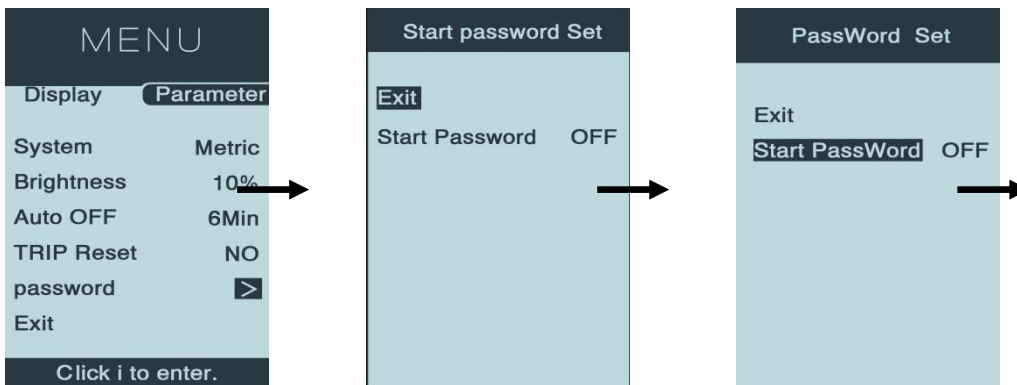 MENU
Display Parameter
System Metric
Brightness 10%
Auto OFF 6Min
TRIP Reset NO
password >
Exit
Click i to enter.
Start password Set
Exit
Start Password OFF
PassWord Set
Exit
Start PassWord OFF